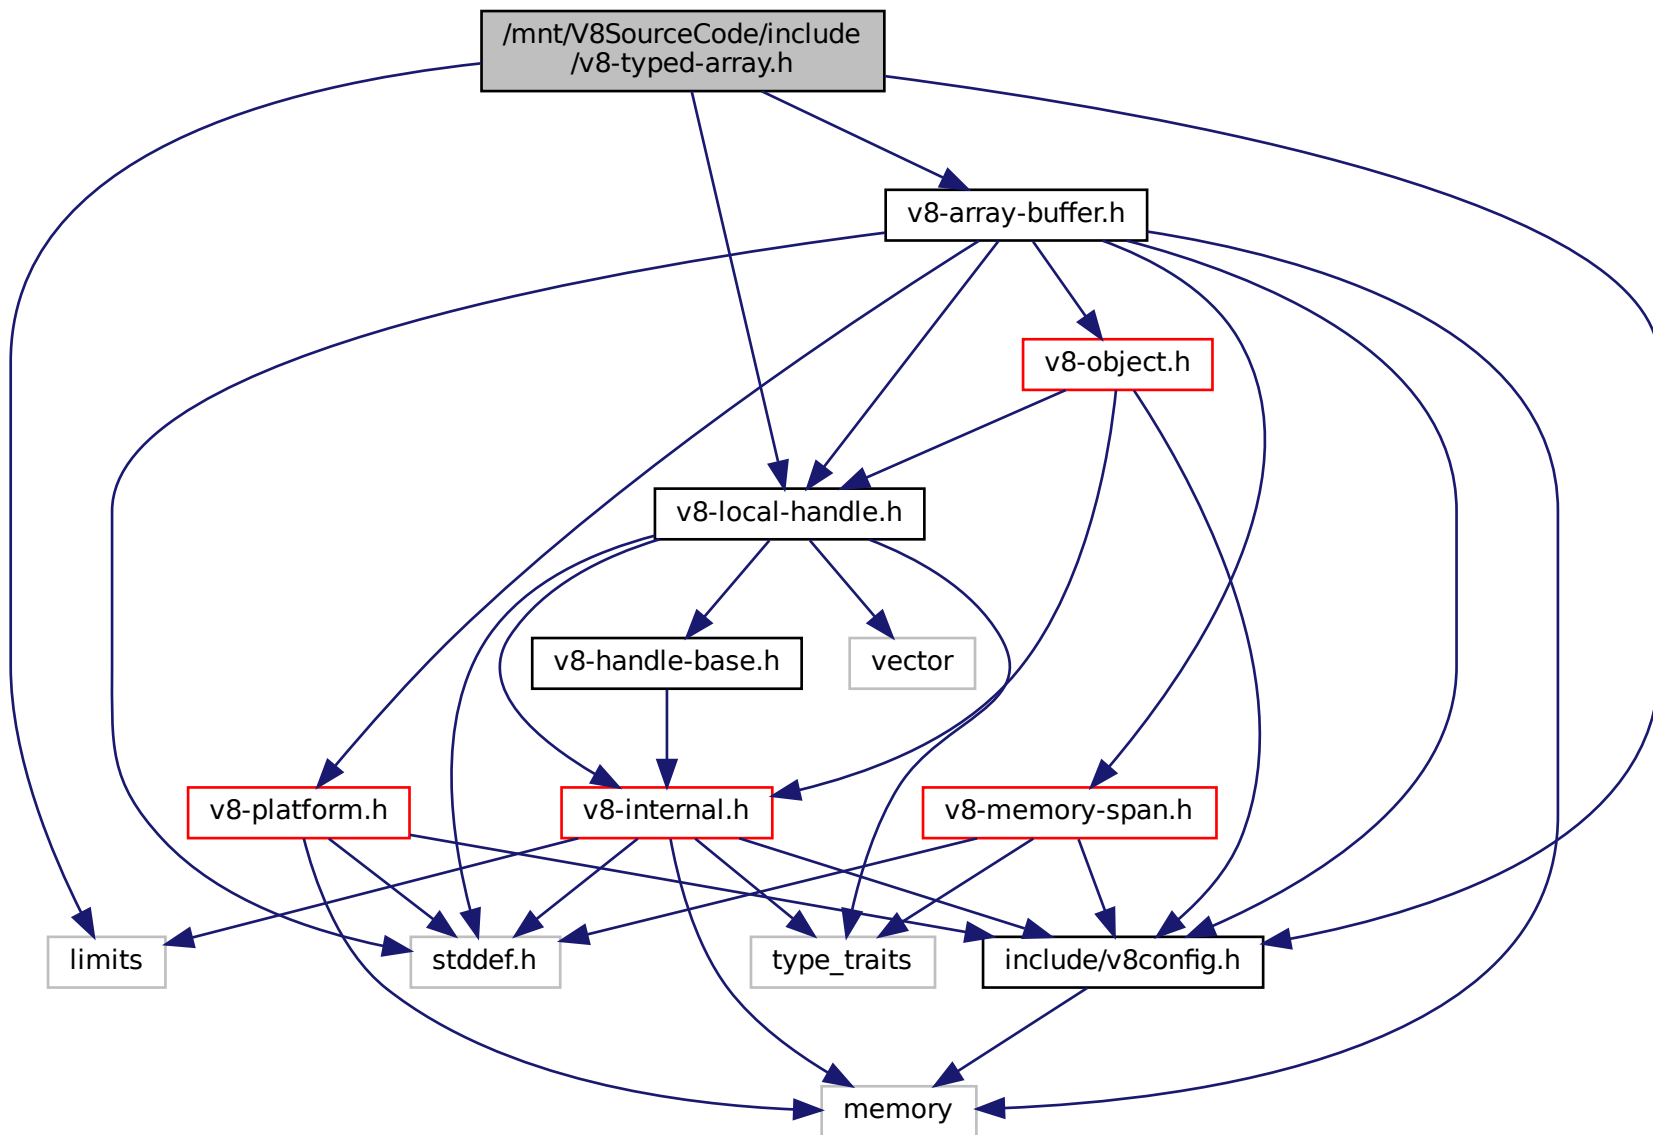 /mnt/V8SourceCode/include
/v8-typed-array.h
v8-array-buffer.h
v8-object.h
v8-local-handle.h
v8-handle-base.h
vector
v8-platform.h
v8-internal.h
v8-memory-span.h
limits
stddef.h
type_traits
include/v8config.h
memory